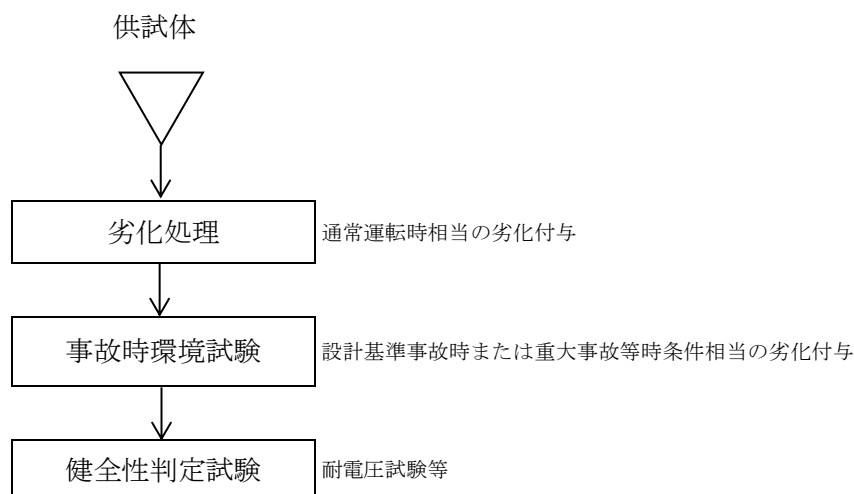 供試体
劣化処理 通常運転時相当の劣化付与
事故時環境試験 設計基準事故時または重大事故等時条件相当の劣化付与
健全性判定試験 耐電圧試験等